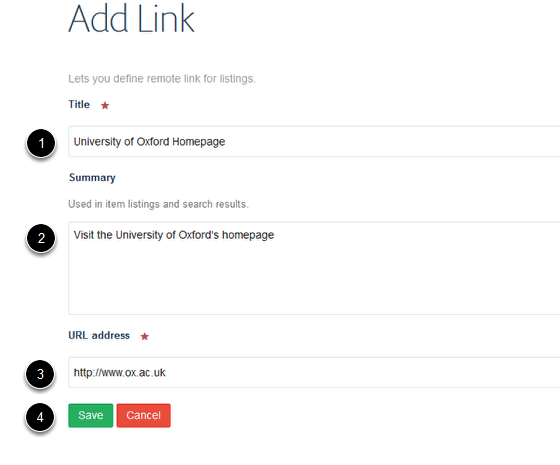 Add Link
Lets you define remote link for listings.
Title ★
1 University of Oxford Homepage
Summary
Used in item listings and search results.
2 Visit the University of Oxford's homepage
URL address ★
3 http://www.ox.ac.uk
4 Save Cancel